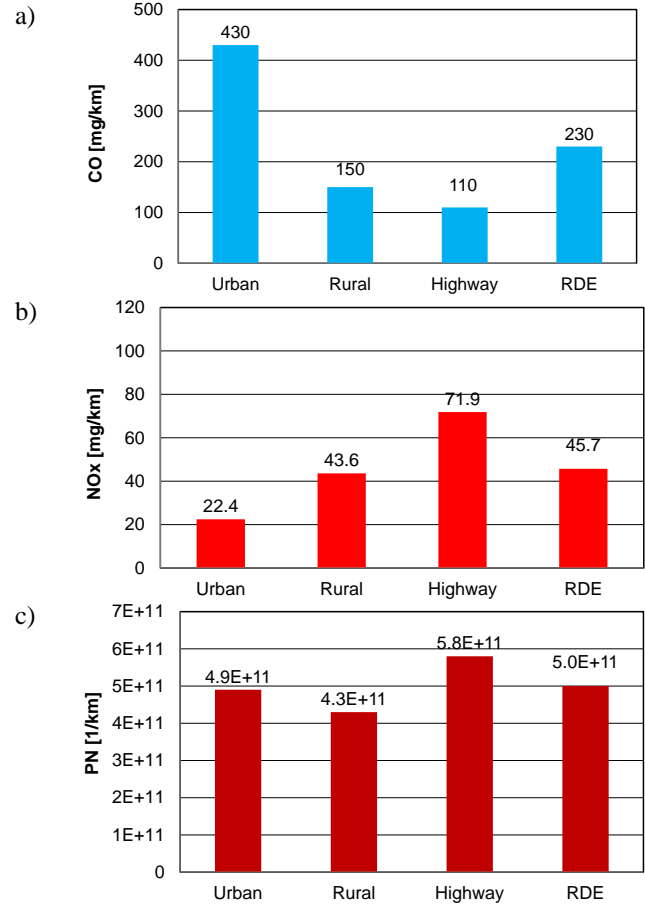 a)
CO [mg/km]
500
400
300
200
100
0
430
150
110
230
Urban Rural Highway RDE
b)
NOx [mg/km]
120
100
80
60
40
20
0
22.4
43.6
71.9
45.7
Urban Rural Highway RDE
c)
PN [1/km]
7E+11
6E+11
5E+11
4E+11
3E+11
2E+11
1E+11
0
4.9E+11
4.3E+11
5.8E+11
5.0E+11
Urban Rural Highway RDE